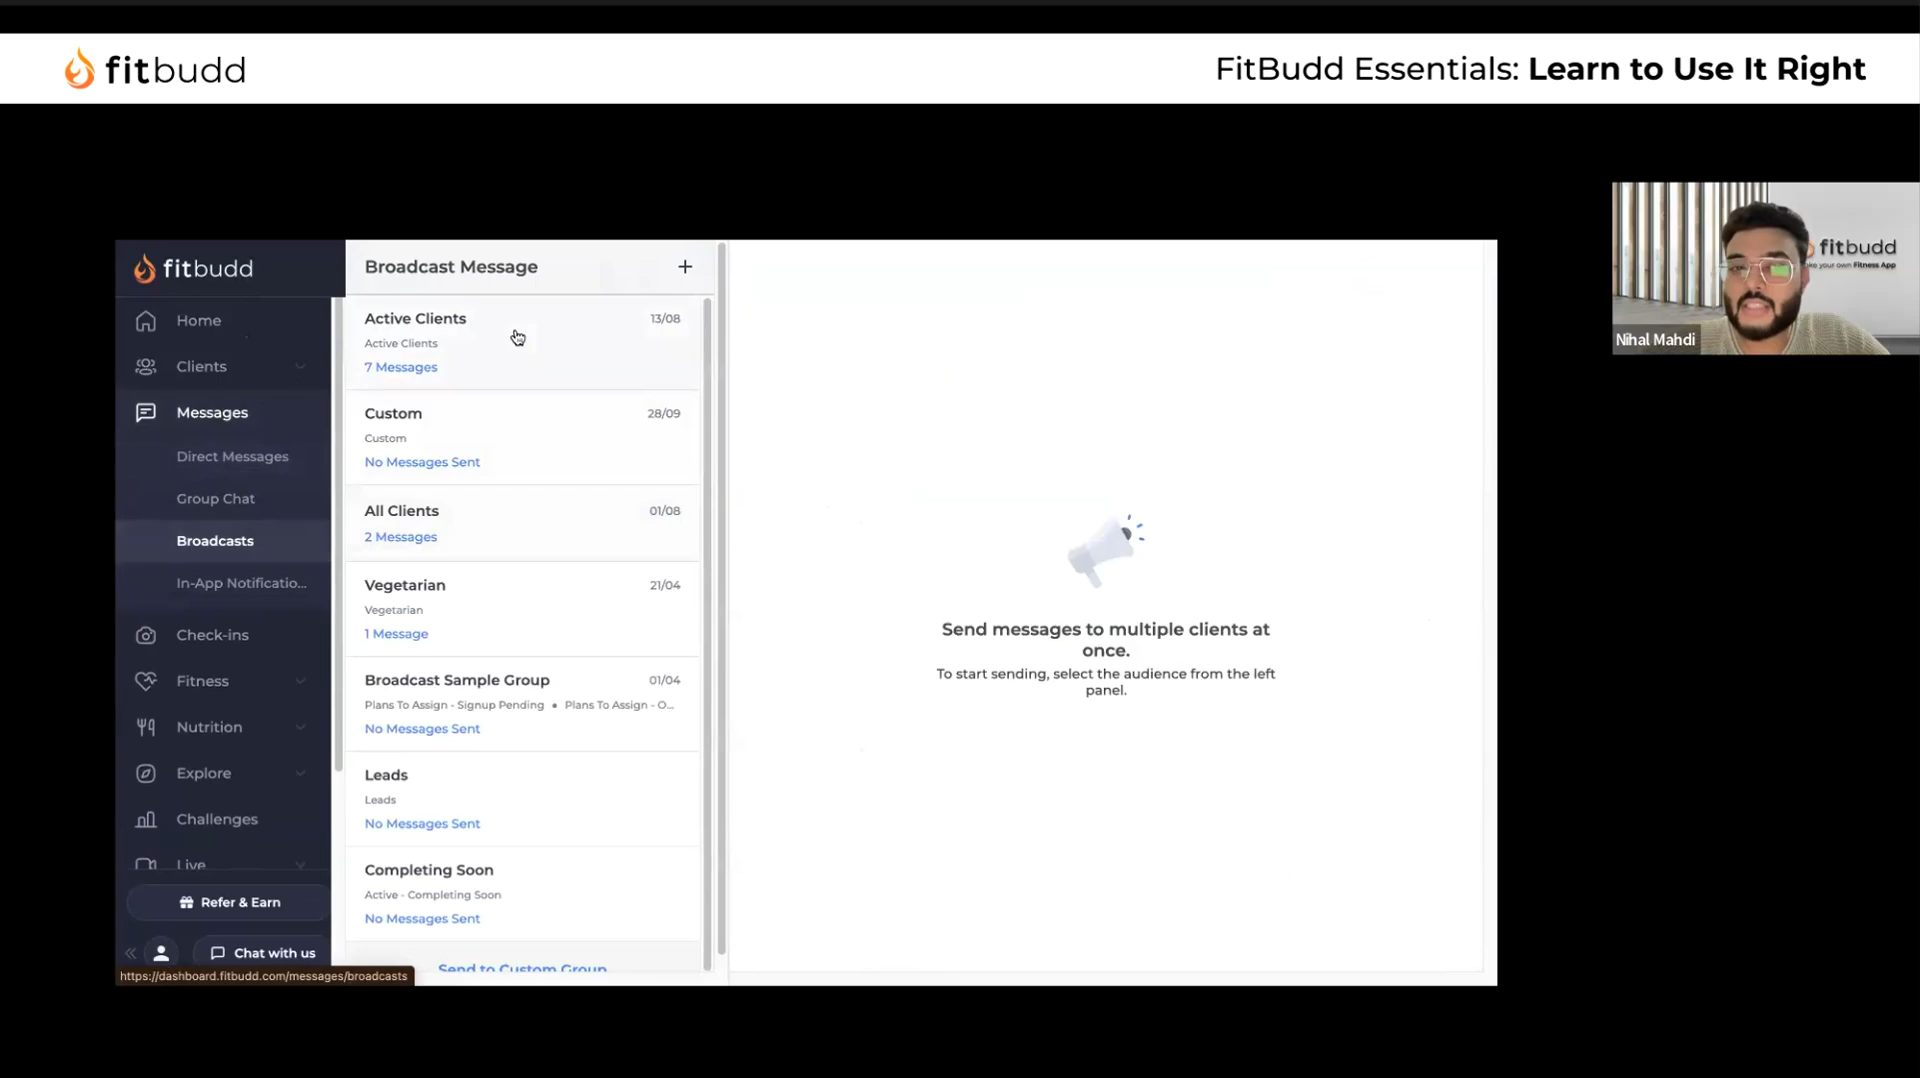 fitbudd
FitBudd Essentials: Learn to Use It Right
fitbudd
Home
Clients
Messages
Direct Messages
Group Chat
Broadcasts
In-App Notificatio...
Check-ins
Fitness
Nutrition
Explore
Challenges
Live
Refer & Earn
Chat with us
https://dashboard.fitbudd.com/messages/broadcasts
Broadcast Message
Active Clients 13/08
Active Clients
7 Messages
Custom 28/09
Custom
No Messages Sent
All Clients 01/08
2 Messages
Vegetarian 21/04
Vegetarian
1 Message
Broadcast Sample Group 01/04
Plans To Assign - Signup Pending • Plans To Assign - O...
No Messages Sent
Leads
Leads
No Messages Sent
Completing Soon
Active - Completing Soon
No Messages Sent
Send to Custom Group
Send messages to multiple clients at
once.
To start sending, select the audience from the left
panel.
fitbudd
your own Fitness App
Nihal Mahdi